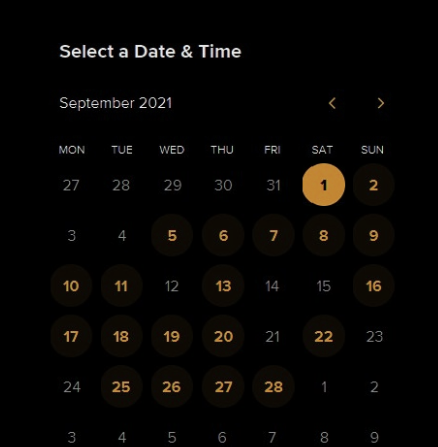 Select a Date & Time
September 2021
MON TUE WED THU FRI SAT SUN
27 28 29 30 31 1 2
3 4 5 6 7 8 9
10 11 12 13 14 15 16
17 18 19 20 21 22 23
24 25 26 27 28 1 2
3 4 5 6 7 8 9